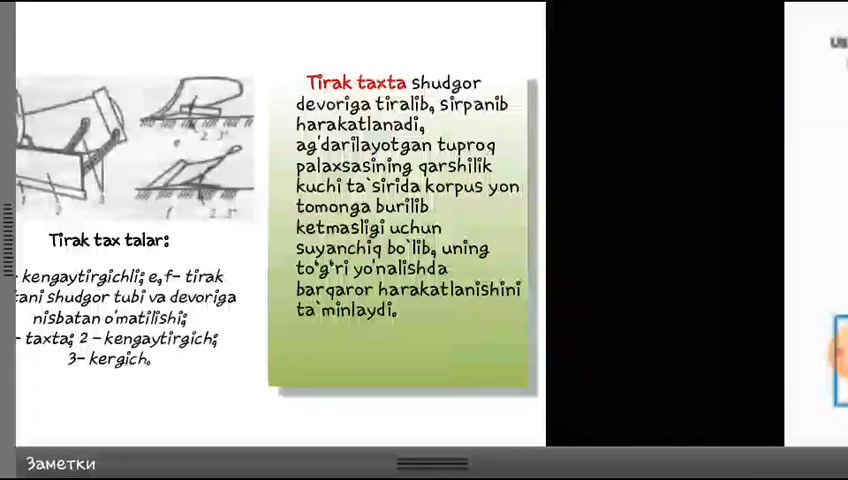 Tirak taxta shudgor
devoriga tiralib, sirpanib
harakatlanadi,
ag'darilayotgan tuproq
palaxsasining qarshilik
kuchi ta`sirida korpus yon
tomonga burilib
ketmasligi uchun
suyanchiq bo`lib, uning
to‘g‘ri yo'nalishda
barqaror harakatlanishini
ta`minlaydi.
Tirak tax talar:
- kengaytirgichli; e,f- tirak
tani shudgor tubi va devoriga
nisbatan o'rnatilishi;
- taxta; 2 - kengaytirgich;
3- kergich.
Заметки